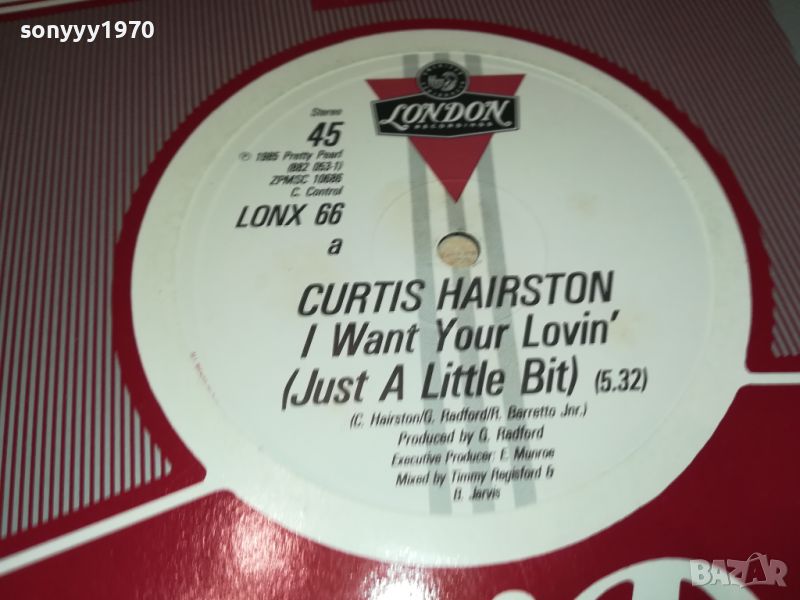 sonyyy1970
LONDON
RECORDINGS
Stereo
45
℗ 1985 Pretty Pearl
(882 053-1)
ZPMSC 10686
C. Control
LONX 66
a
CURTIS HAIRSTON
I Want Your Lovin'
(Just A Little Bit) (5.32)
(C. Hairston/G. Radford/R. Barretto Jnr.)
Produced by G. Radford
Executive Producer: E. Munroe
Mixed by Timmy Regisford &
B. Jarvis
BAZAR